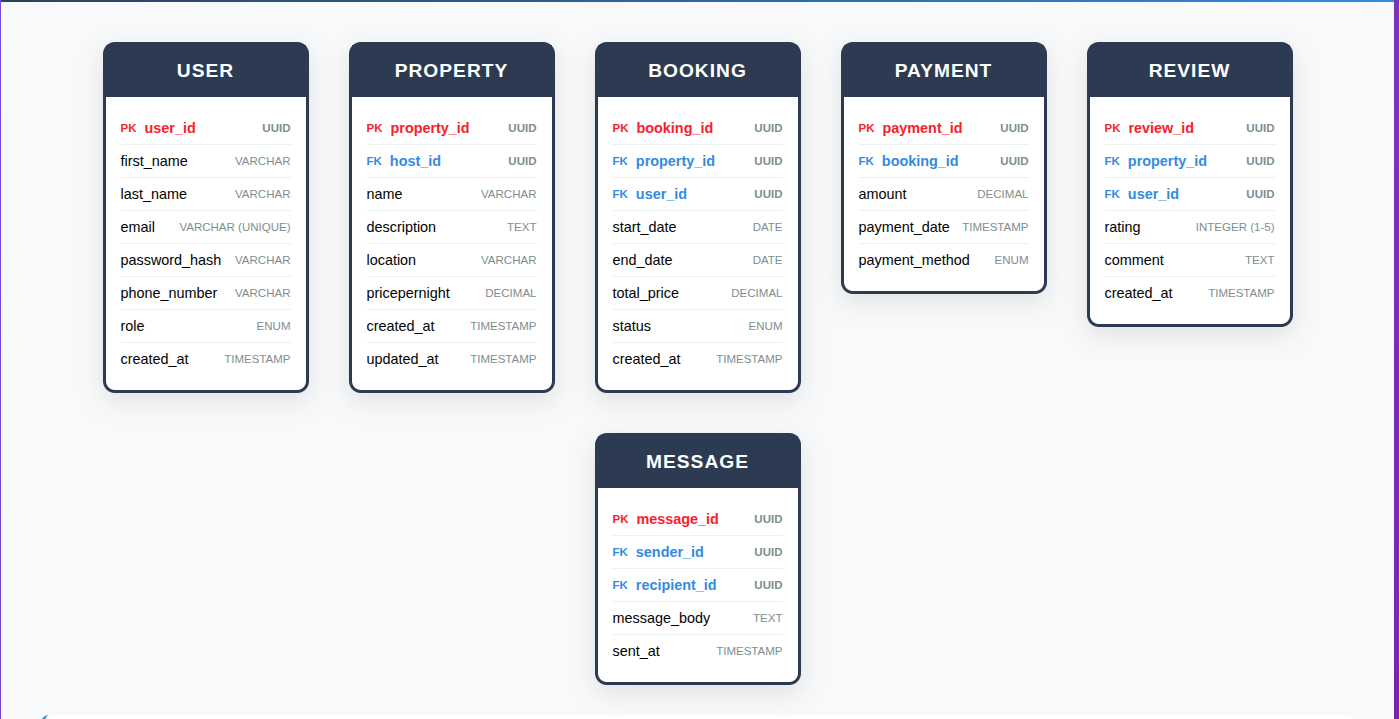 USER
PK user_id UUID
first_name VARCHAR
last_name VARCHAR
email VARCHAR (UNIQUE)
password_hash VARCHAR
phone_number VARCHAR
role ENUM
created_at TIMESTAMP
PROPERTY
PK property_id UUID
FK host_id UUID
name VARCHAR
description TEXT
location VARCHAR
pricepernight DECIMAL
created_at TIMESTAMP
updated_at TIMESTAMP
BOOKING
PK booking_id UUID
FK property_id UUID
FK user_id UUID
start_date DATE
end_date DATE
total_price DECIMAL
status ENUM
created_at TIMESTAMP
PAYMENT
PK payment_id UUID
FK booking_id UUID
amount DECIMAL
payment_date TIMESTAMP
payment_method ENUM
REVIEW
PK review_id UUID
FK property_id UUID
FK user_id UUID
rating INTEGER (1-5)
comment TEXT
created_at TIMESTAMP
MESSAGE
PK message_id UUID
FK sender_id UUID
FK recipient_id UUID
message_body TEXT
sent_at TIMESTAMP